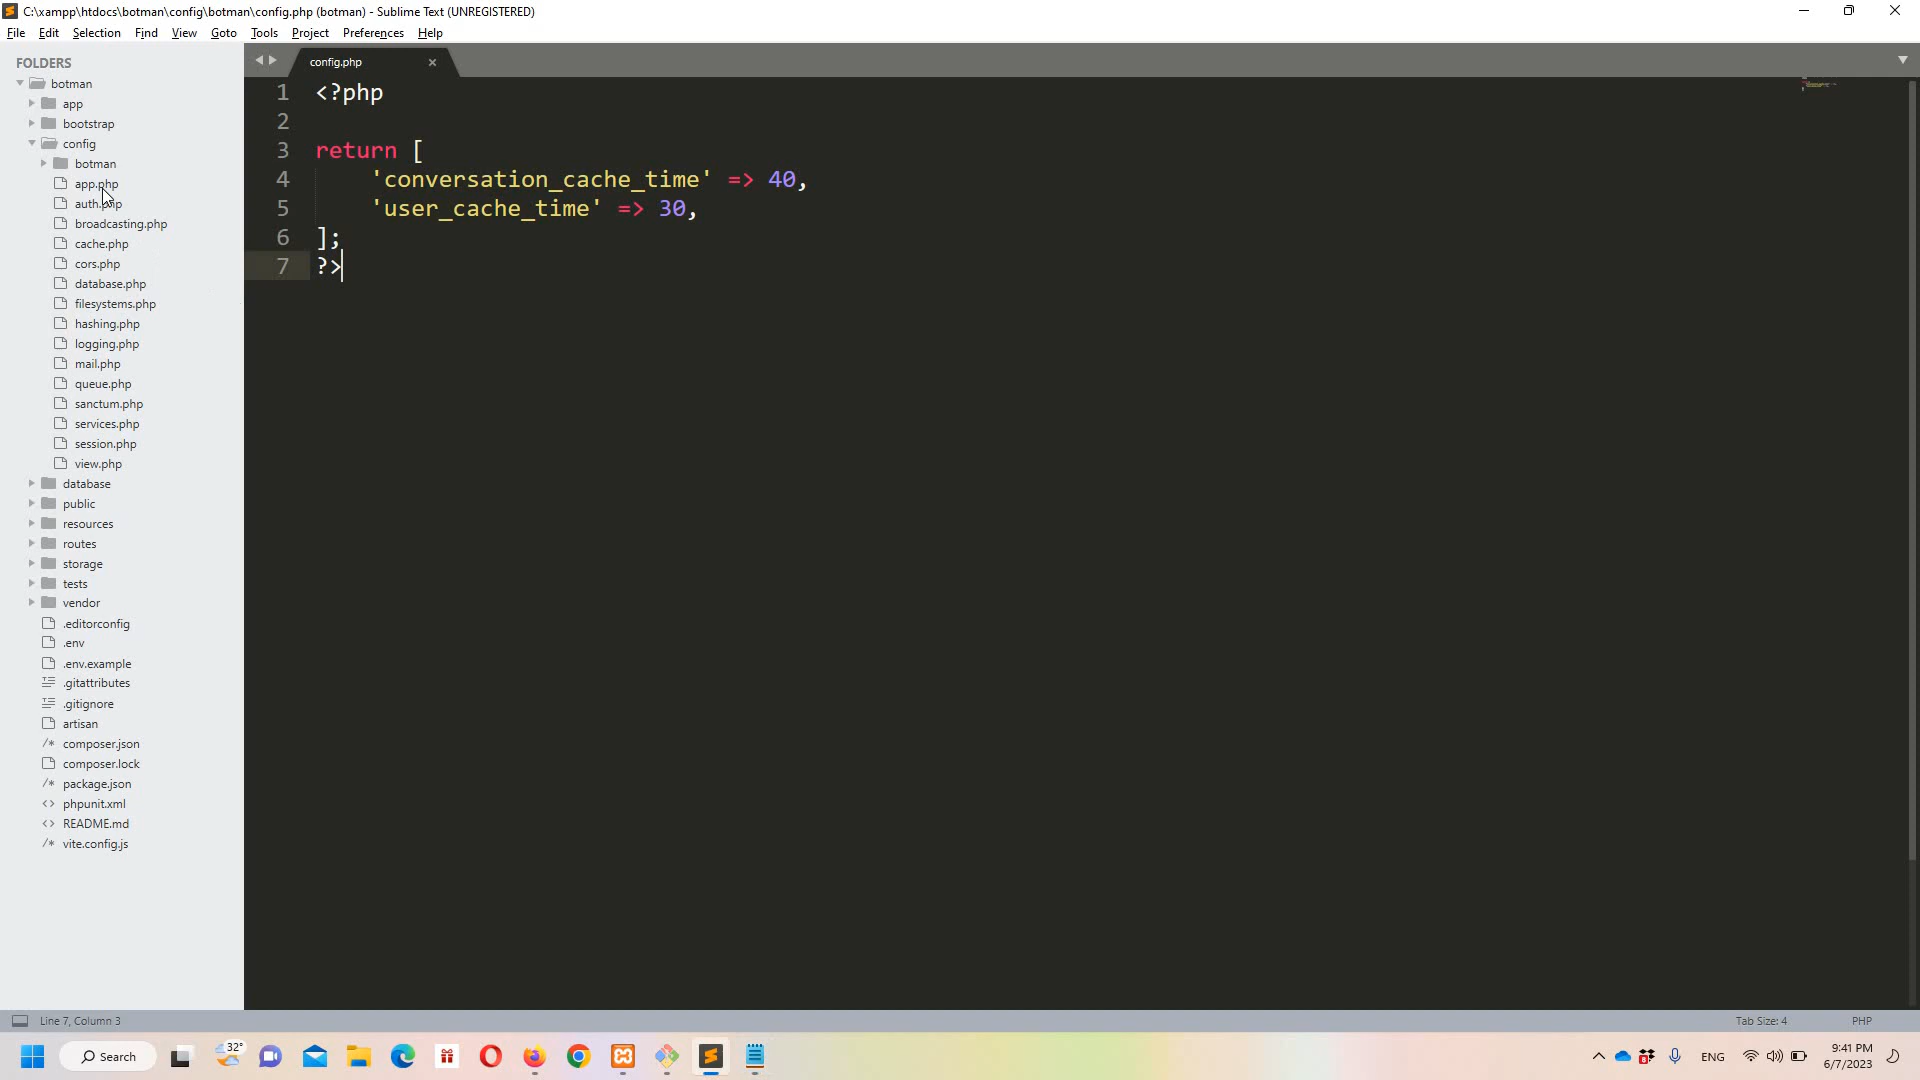 C:\xampp\htdocs\botman\config\botman\config.php (botman) - Sublime Text (UNREGISTERED)
File Edit Selection Find View Goto Tools Project Preferences Help
FOLDERS
botman
app
bootstrap
config
botman
app.php
auth.php
broadcasting.php
cache.php
cors.php
database.php
filesystems.php
hashing.php
logging.php
mail.php
queue.php
sanctum.php
services.php
session.php
view.php
database
public
resources
routes
storage
tests
vendor
.editorconfig
.env
.env.example
.gitattributes
.gitignore
artisan
/* composer.json
composer.lock
/* package.json
<> phpunit.xml
<> README.md
/* vite.config.js
config.php ×
1 <?php
2
3 return [
4 'conversation_cache_time' => 40,
5 'user_cache_time' => 30,
6 ];
7 ?>
Line 7, Column 3
Tab Size: 4
PHP
Search
32°
ENG
9:41 PM
6/7/2023